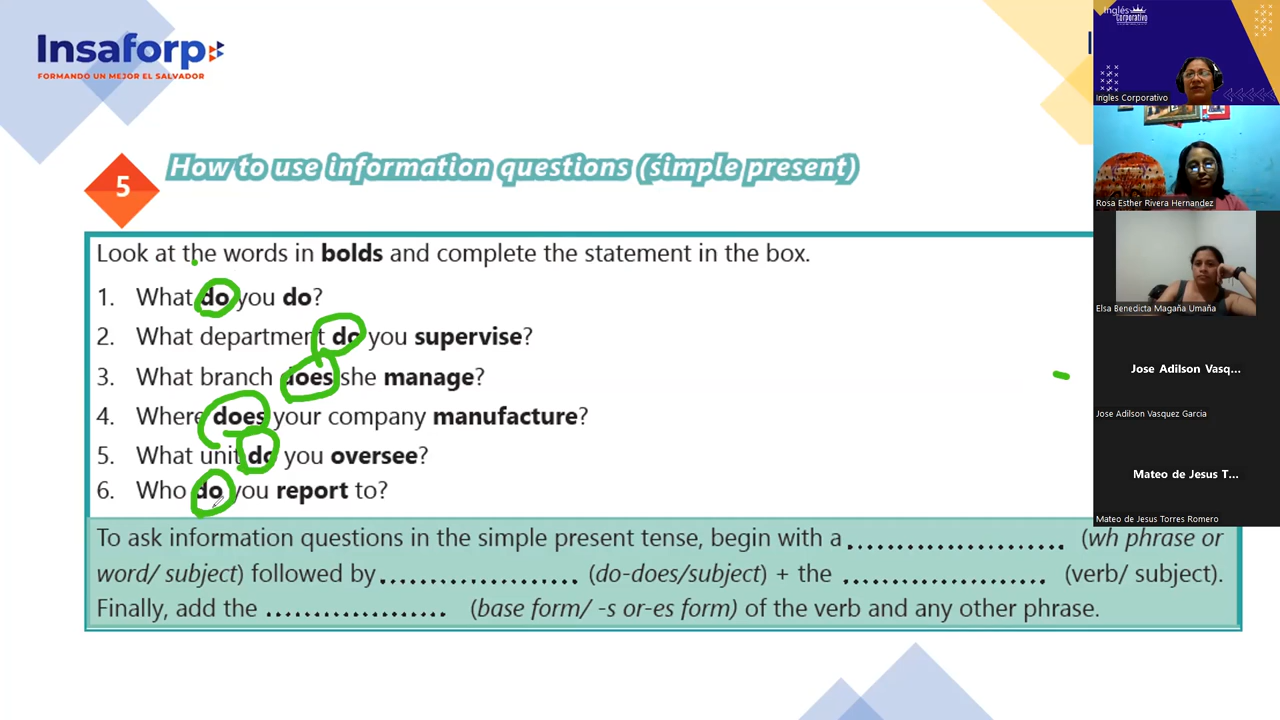 Insaforp
FORMANDO UN MEJOR EL SALVADOR
5
How to use information questions (simple present)
Look at the words in bolds and complete the statement in the box.
1. What do you do?
2. What department do you supervise?
3. What branch does she manage?
4. Where does your company manufacture?
5. What unit do you oversee?
6. Who do you report to?
To ask information questions in the simple present tense, begin with a ........................ (wh phrase or
word/ subject) followed by ...................... (do-does/subject) + the ...................... (verb/ subject).
Finally, add the .................... (base form/ -s or-es form) of the verb and any other phrase.
Inglés
Corporativo
Ingles Corporativo
Rosa Esther Rivera Hernandez
Elsa Benedicta Magaña Umaña
Jose Adilson Vasq...
Jose Adilson Vasquez Garcia
Mateo de Jesus T...
Mateo de Jesus Torres Romero